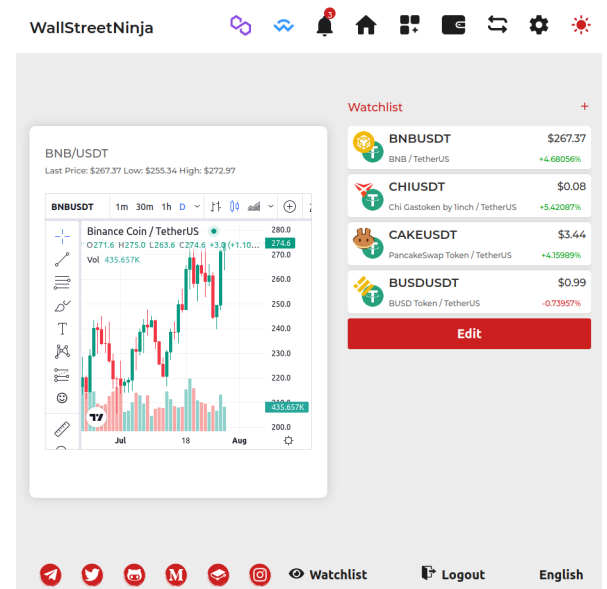 WallStreetNinja
3
Watchlist +
BNB/USDT
Last Price: $267.37 Low: $255.34 High: $272.97
BNBUSDT 1m 30m 1h D
Binance Coin / TetherUS
O271.6 H275.0 L263.6 C274.6 +3.0 (+1.10...
Vol 435.657K
280.0
274.6
270.0
260.0
250.0
240.0
230.0
220.0
435.657K
200.0
Jul 18 Aug
BNBUSDT $267.37
BNB / TetherUS +4.68056%
CHIUSDT $0.08
Chi Gastoken by 1inch / TetherUS +5.42087%
CAKEUSDT $3.44
PancakeSwap Token / TetherUS +4.15989%
BUSDUSDT $0.99
BUSD Token / TetherUS -0.73957%
Edit
Watchlist Logout English